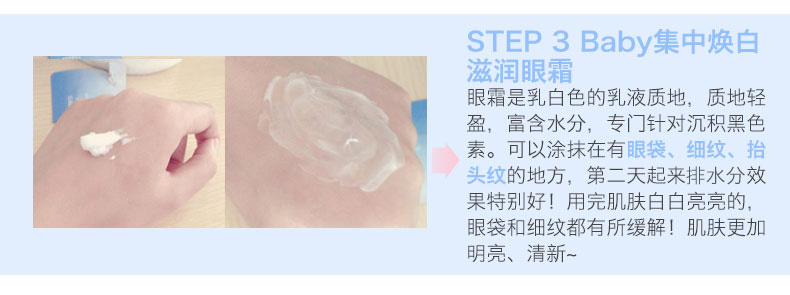 STEP 3 Baby集中焕白
滋润眼霜
眼霜是乳白色的乳液质地，质地轻
盈，富含水分，专门针对沉积黑色
素。可以涂抹在有眼袋、细纹、抬
头纹的地方，第二天起来排水分效
果特别好！用完肌肤白白亮亮的，
眼袋和细纹都有所缓解！肌肤更加
明亮、清新~